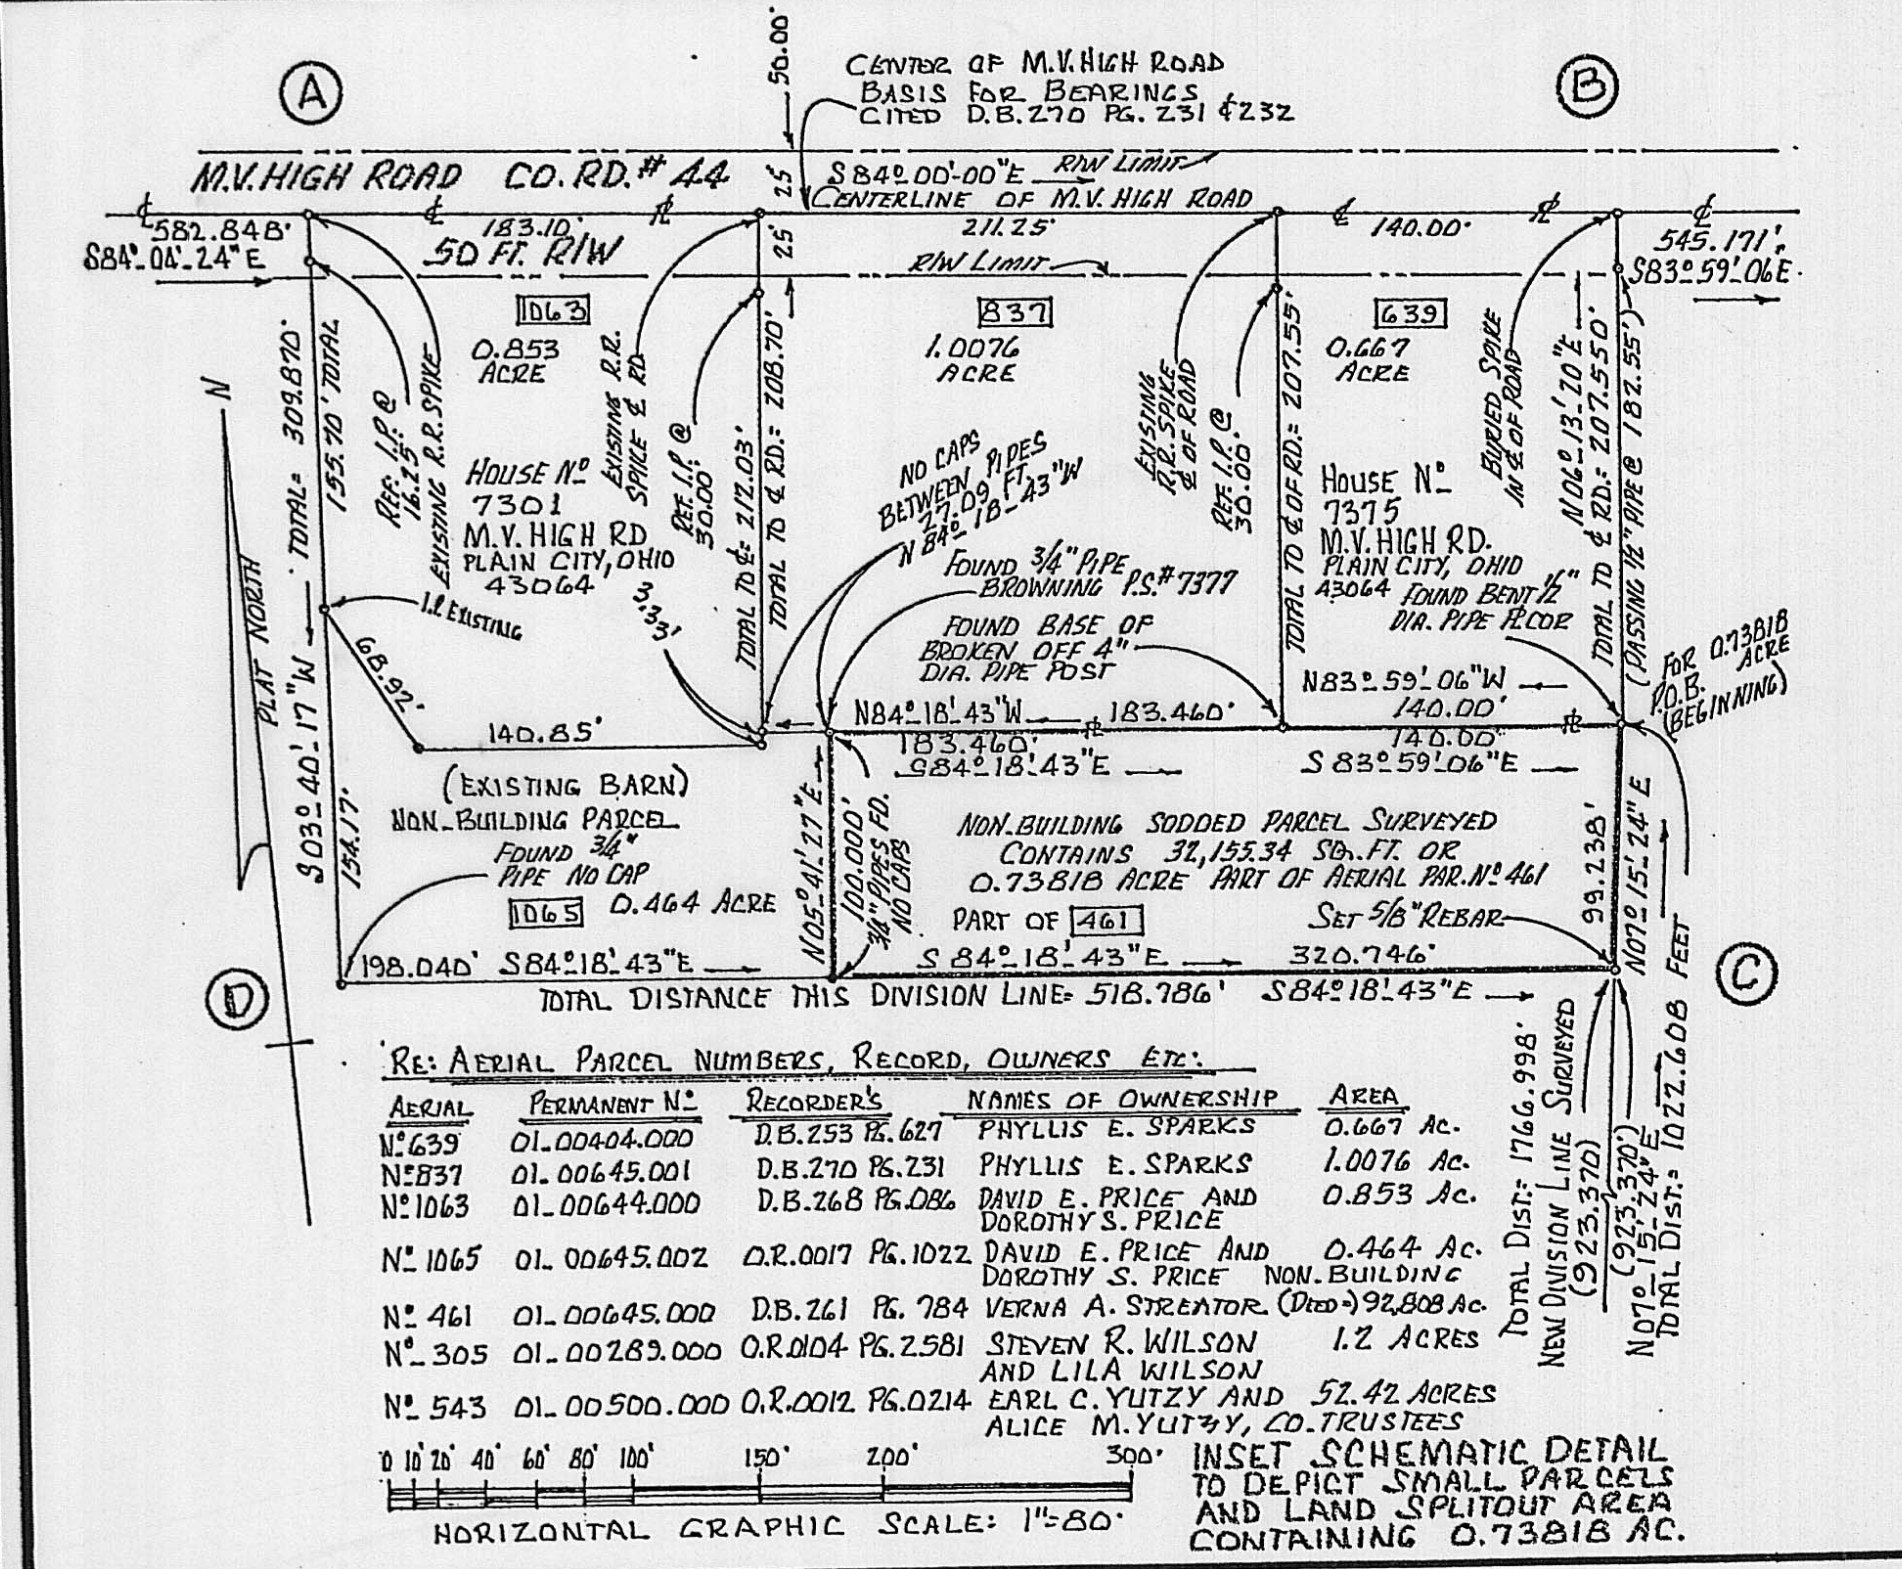 A
B
50.00'
CENTER OF M.V. HIGH ROAD
BASIS FOR BEARINGS
CITED D.B. 270 PG. 231 & 232
M.V. HIGH ROAD CO. RD. # 44
25'
S 84°-00'-00" E R/W LIMIT
CENTERLINE OF M.V. HIGH ROAD
℄ 582.848'
S84°-04'-24" E
℄
183.10'
℄
211.25'
℄
140.00'
℄
℄
545.171'
S83°-59'-06 E.
50 FT. R/W
25'
R/W LIMIT
1063
0.853
ACRE
837
1.0076
ACRE
639
0.667
ACRE
TOTAL = 309.870'
155.70' TOTAL
REF. I.P. @
16.25'
EXISTING R.R. SPIKE
EXISTING R.R.
SPIKE ℄ RD.
REF. I.P. @
30.00'
TOTAL TO ℄ = 212.03'
TOTAL TO ℄ RD. = 208.70'
EXISTING
R.R. SPIKE
℄ OF ROAD
REF. I.P. @
30.00'
TOTAL TO ℄ OF RD. = 207.55'
BURIED SPIKE
IN ℄ OF ROAD
N06°-13'-20" E
TOTAL TO ℄ RD. = 207.550'
(PASSING 1/2" PIPE @ 182.55')
N
PLAT NORTH
HOUSE Nº
7301
M.V. HIGH RD
PLAIN CITY, OHIO
43064
NO CAPS
BETWEEN PIPES
27.09 FT.
N 84°-18'-43" W
HOUSE Nº
7375
M.V. HIGH RD.
PLAIN CITY, OHIO
43064 FOUND BENT 1/2"
DIA. PIPE @ COR
FOUND 3/4" PIPE
BROWNING P.S. # 7377
FOUND BASE OF
BROKEN OFF 4"
DIA. PIPE POST
I.P. EXISTING
3.33'
68.92'
140.85'
FOR 0.73818
ACRE
P.O.B.
(BEGINNING)
N83°-59'-06" W
140.00'
N84°-18'-43" W 183.460'
183.460'
S84°-18'-43" E
140.00'
S 83°-59'-06" E
S 03°-40'-17" W
154.17'
(EXISTING BARN)
NON-BUILDING PARCEL
FOUND 3/4"
PIPE NO CAP
1065 0.464 ACRE
N05°-41'-27" E
100.000'
3/4" PIPES FD.
NO CAPS
NON-BUILDING SODDED PARCEL SURVEYED
CONTAINS 32,155.34 SQ. FT. OR
0.73818 ACRE PART OF AERIAL PAR. Nº 461
PART OF 461
SET 5/8" REBAR
99.238'
N07°-15'-24" E
198.040' S84°-18'-43" E
S 84°-18'-43" E 320.746'
D
C
TOTAL DISTANCE THIS DIVISION LINE = 518.786' S84°-18'-43" E
RE: AERIAL PARCEL NUMBERS, RECORD, OWNERS ETC:
AERIAL PERMANENT Nº RECORDER'S NAMES OF OWNERSHIP AREA
Nº 639 01-00404.000 D.B. 253 PG. 627 PHYLLIS E. SPARKS 0.667 AC.
Nº 837 01-00645.001 D.B. 270 PG. 231 PHYLLIS E. SPARKS 1.0076 AC.
Nº 1063 01-00644.000 D.B. 268 PG. 086 DAVID E. PRICE AND 0.853 AC.
DOROTHY S. PRICE
Nº 1065 01-00645.002 O.R. 0017 PG. 1022 DAVID E. PRICE AND 0.464 AC.
DOROTHY S. PRICE NON-BUILDING
Nº 461 01-00645.000 D.B. 261 PG. 784 VERNA A. STREATOR (DEED=) 92.808 AC.
Nº 305 01-00289.000 O.R. 0104 PG. 2581 STEVEN R. WILSON 1.2 ACRES
AND LILA WILSON
Nº 543 01-00500.000 O.R. 0012 PG. 0214 EARL C. YUTZY AND 52.42 ACRES
ALICE M. YUTZY, CO-TRUSTEES
TOTAL DIST. = 1766.998'
NEW DIVISION LINE SURVEYED
(923.370)
(923.370')
N07°-15'-24" E
TOTAL DIST. = 1022.608 FEET
0 10' 20' 40' 60' 80' 100' 150' 200' 300'
HORIZONTAL GRAPHIC SCALE: 1"=80'
INSET SCHEMATIC DETAIL
TO DEPICT SMALL PARCELS
AND LAND SPLITOUT AREA
CONTAINING 0.73818 AC.